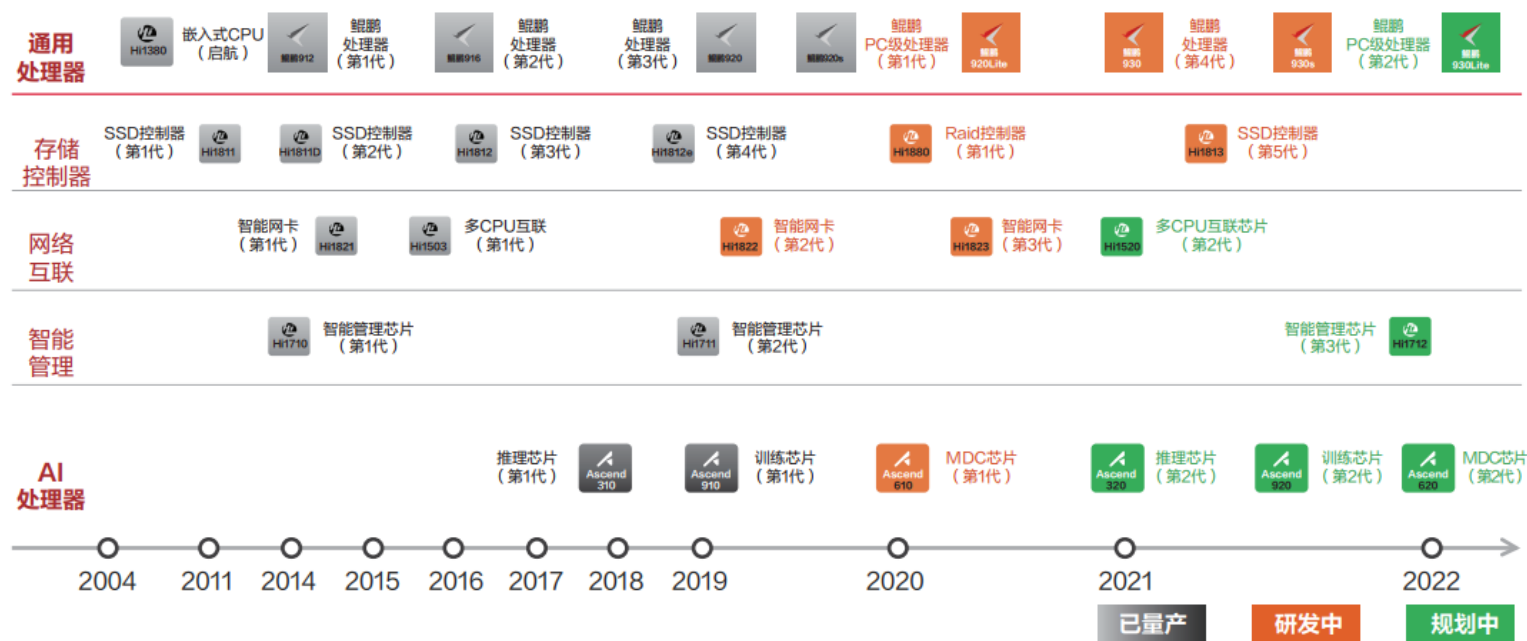 通用
处理器
Hi1380
嵌入式CPU
（启航）
鲲鹏912
鲲鹏
处理器
（第1代）
鲲鹏916
鲲鹏
处理器
（第2代）
鲲鹏
处理器
（第3代）
鲲鹏920
鲲鹏920s
鲲鹏
PC级处理器
（第1代）
鲲鹏
920Lite
鲲鹏
930
鲲鹏
处理器
（第4代）
鲲鹏
930s
鲲鹏
PC级处理器
（第2代）
鲲鹏
930Lite
存储
控制器
SSD控制器
（第1代）
Hi1811
Hi1811D
SSD控制器
（第2代）
Hi1812
SSD控制器
（第3代）
Hi1812e
SSD控制器
（第4代）
Hi1880
Raid控制器
（第1代）
Hi1813
SSD控制器
（第5代）
网络
互联
智能网卡
（第1代）
Hi1821
Hi1503
多CPU互联
（第1代）
Hi1822
智能网卡
（第2代）
Hi1823
智能网卡
（第3代）
Hi1520
多CPU互联芯片
（第2代）
智能
管理
Hi1710
智能管理芯片
（第1代）
Hi1711
智能管理芯片
（第2代）
智能管理芯片
（第3代）
Hi1712
AI
处理器
推理芯片
（第1代）
Ascend
310
Ascend
910
训练芯片
（第1代）
Ascend
610
MDC芯片
（第1代）
Ascend
320
推理芯片
（第2代）
Ascend
920
训练芯片
（第2代）
Ascend
620
MDC芯片
（第2代）
2004
2011
2014
2015
2016
2017
2018
2019
2020
2021
2022
已量产
研发中
规划中